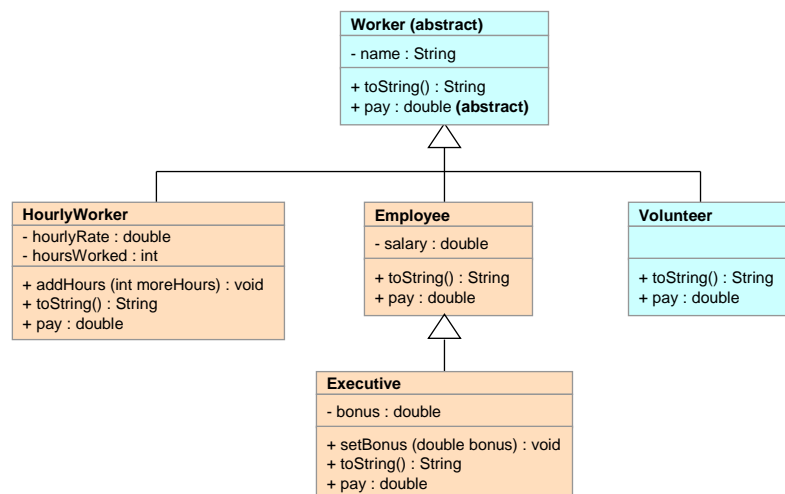 Worker (abstract)
- name : String
+ toString() : String
+ pay : double (abstract)
HourlyWorker
- hourlyRate : double
- hoursWorked : int
+ addHours (int moreHours) : void
+ toString() : String
+ pay : double
Employee
- salary : double
+ toString() : String
+ pay : double
Volunteer
+ toString() : String
+ pay : double
Executive
- bonus : double
+ setBonus (double bonus) : void
+ toString() : String
+ pay : double